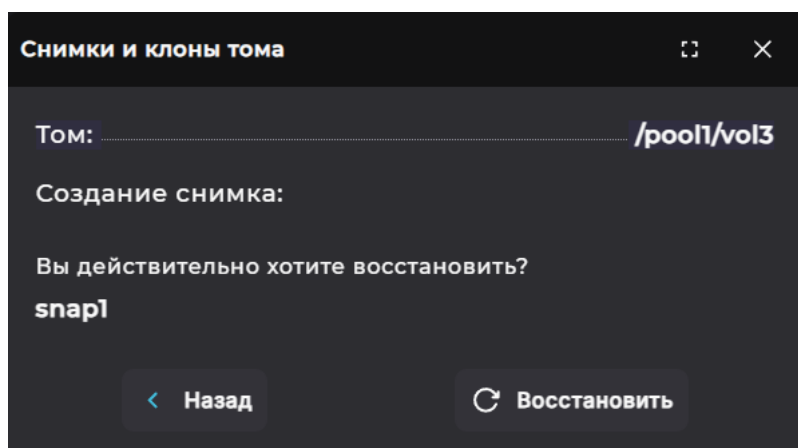 Снимки и клоны тома
Том: /pool1/vol3
Создание снимка:
Вы действительно хотите восстановить?
snap1
Назад Восстановить